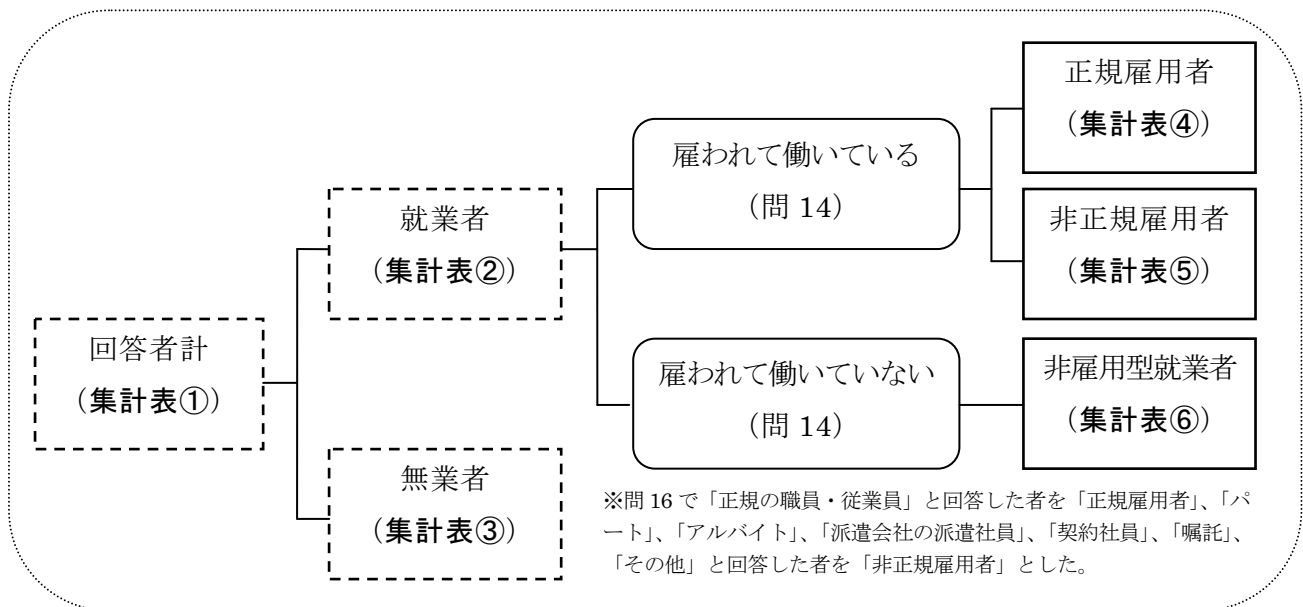 回答者計
（集計表①）
就業者
（集計表②）
無業者
（集計表③）
雇われて働いている
（問 14）
雇われて働いていない
（問 14）
正規雇用者
（集計表④）
非正規雇用者
（集計表⑤）
非雇用型就業者
（集計表⑥）
※問 16 で「正規の職員・従業員」と回答した者を「正規雇用者」、「パ
ート」、「アルバイト」、「派遣会社の派遣社員」、「契約社員」、「嘱託」、
「その他」と回答した者を「非正規雇用者」とした。